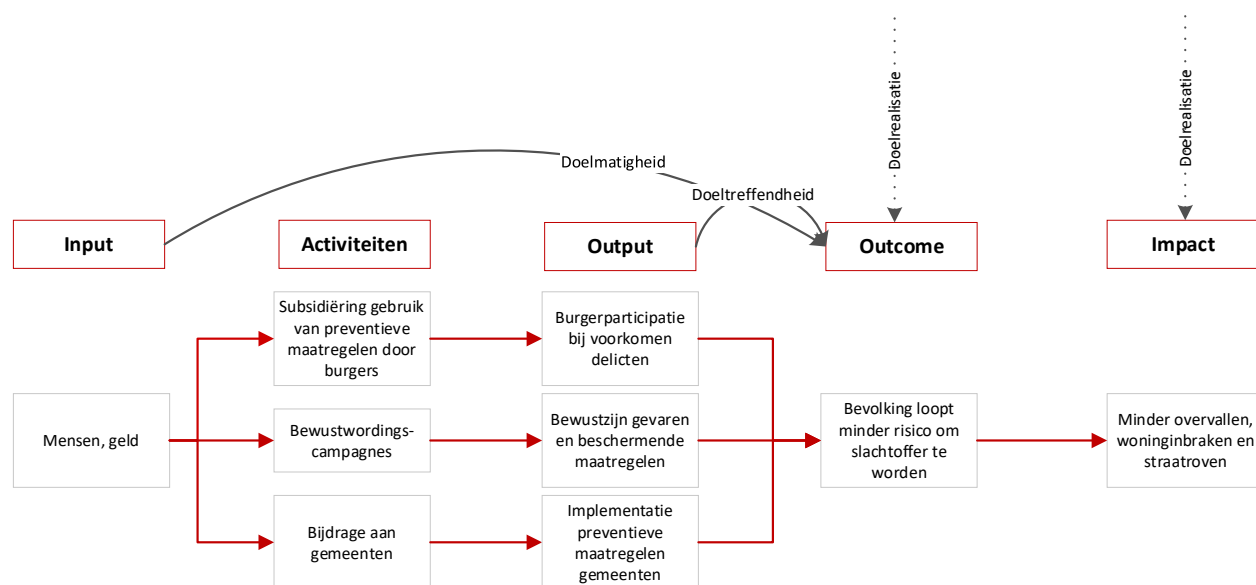 Doelrealisatie
Doelrealisatie
Doelmatigheid
Doeltreffendheid
Input
Activiteiten
Output
Outcome
Impact
Subsidiëring gebruik
van preventieve
maatregelen door
burgers
Burgerparticipatie
bij voorkomen
delicten
Mensen, geld
Bewustwordings-
campagnes
Bewustzijn gevaren
en beschermende
maatregelen
Bevolking loopt
minder risico om
slachtoffer te
worden
Minder overvallen,
woninginbraken en
straatroven
Bijdrage aan
gemeenten
Implementatie
preventieve
maatregelen
gemeenten